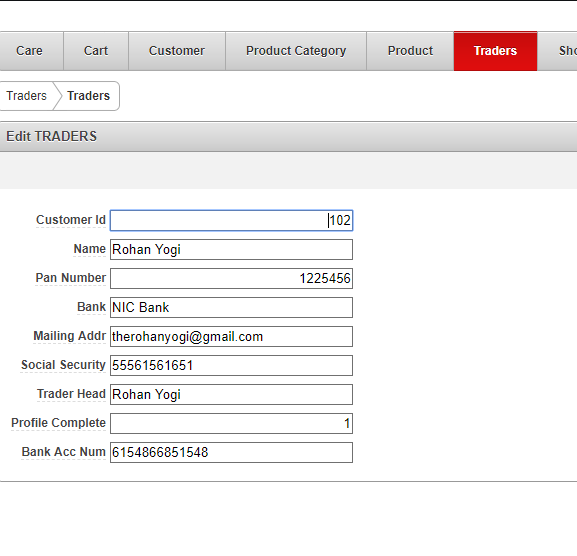 Care Cart Customer Product Category Product Traders Sho
Traders Traders
Edit TRADERS
Customer Id 102
Name Rohan Yogi
Pan Number 1225456
Bank NIC Bank
Mailing Addr therohanyogi@gmail.com
Social Security 55561561651
Trader Head Rohan Yogi
Profile Complete 1
Bank Acc Num 6154866851548